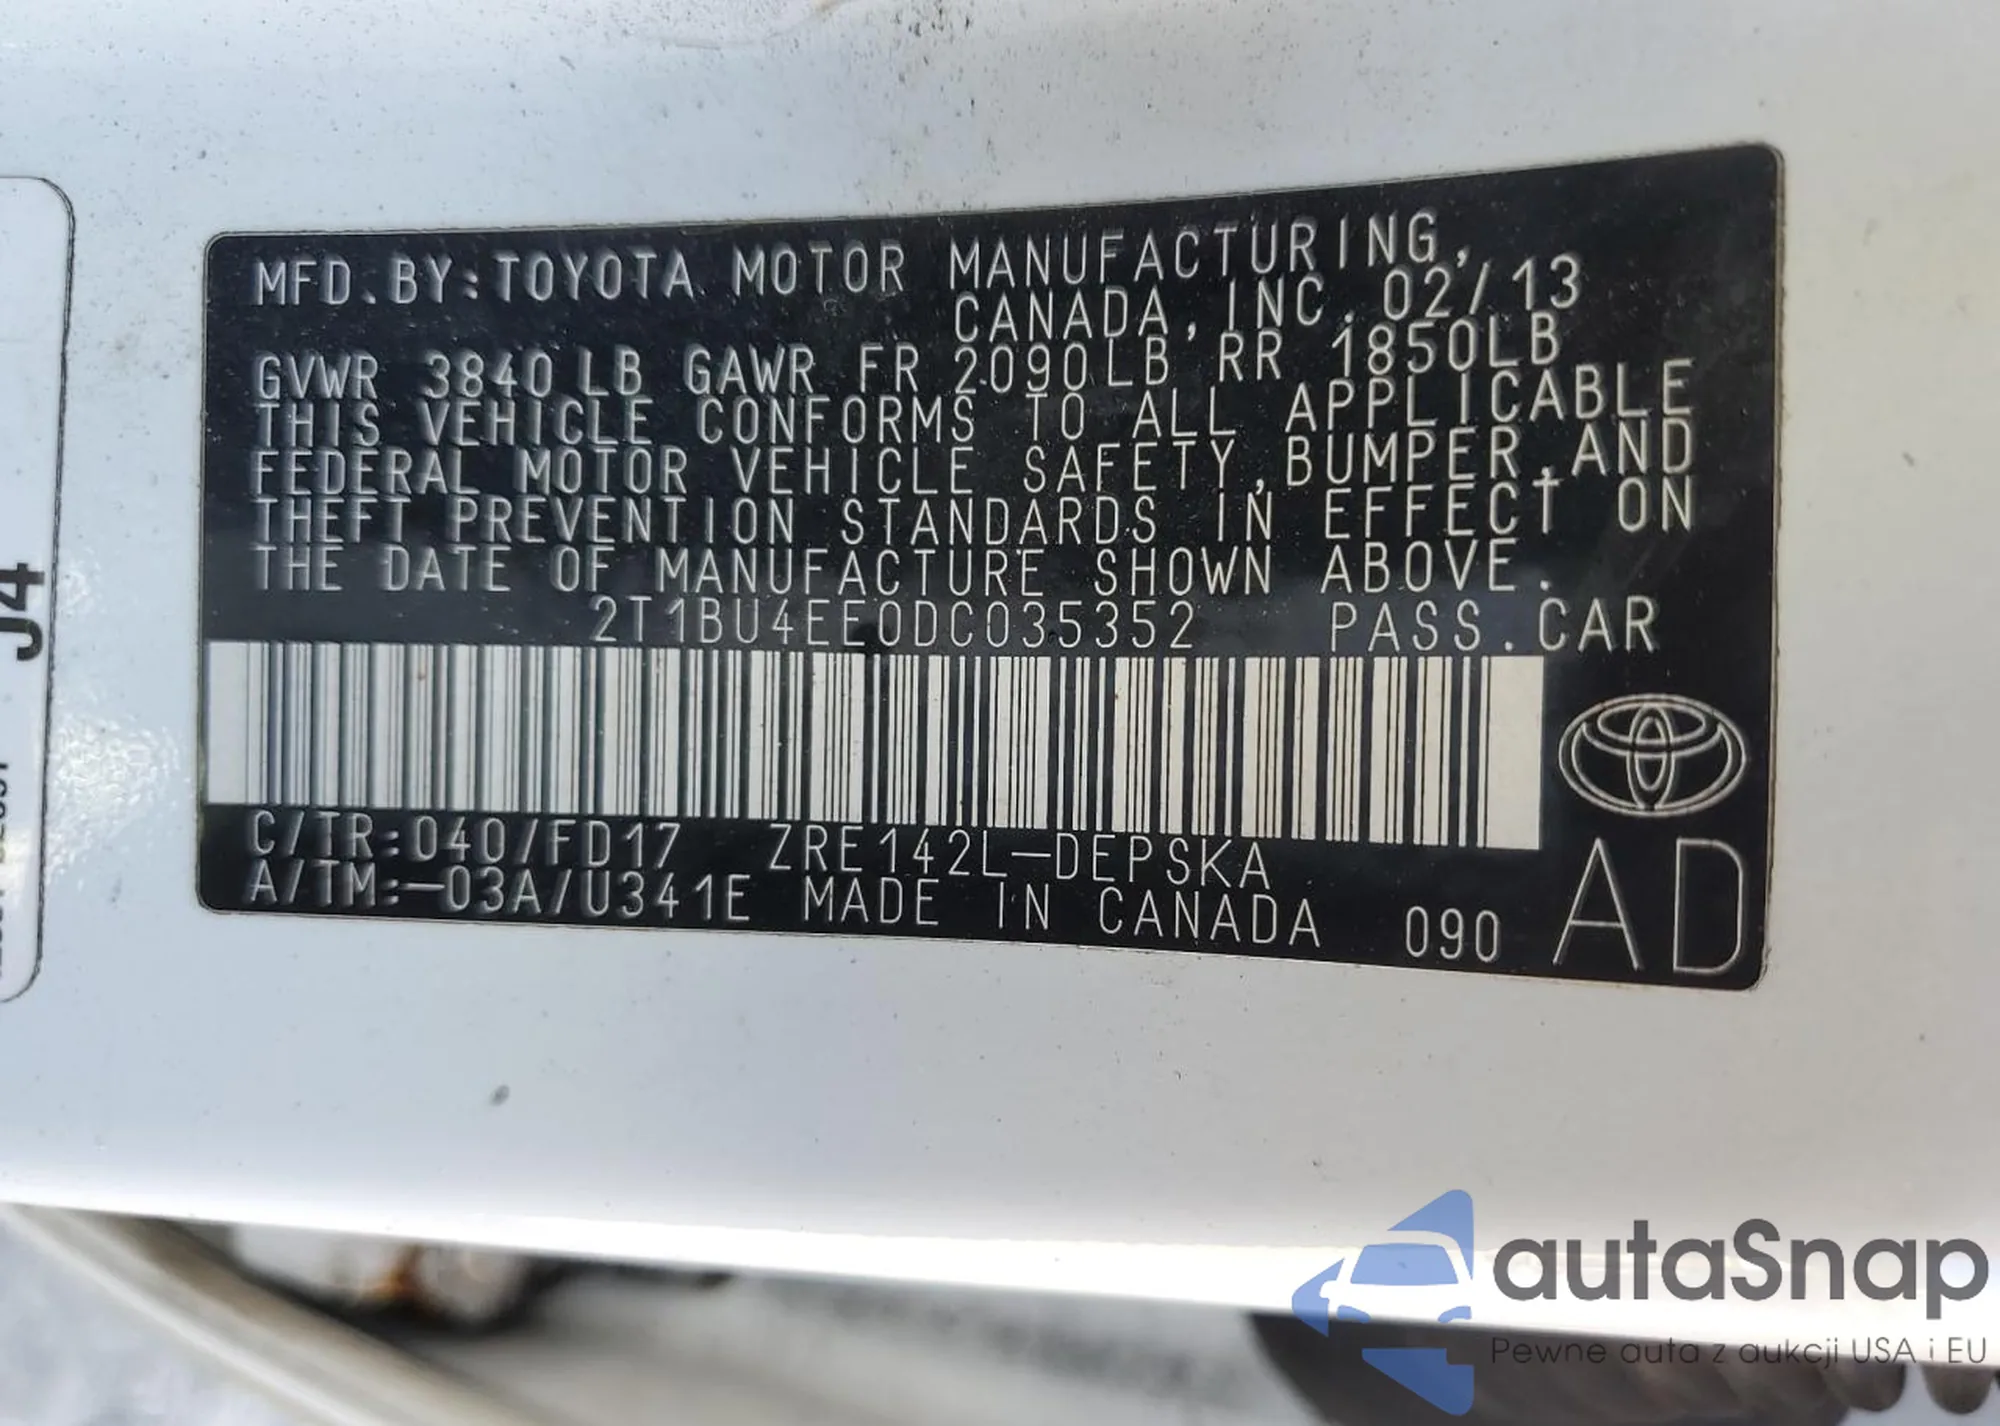 MFD.BY:TOYOTA MOTOR MANUFACTURING,
CANADA, INC. 02/13
GVWR 3840LB GAWR FR 2090LB RR 1850LB
THIS VEHICLE CONFORMS TO ALL APPLICABLE
FEDERAL MOTOR VEHICLE SAFETY,BUMPER,AND
THEFT PREVENTION STANDARDS IN EFFECT ON
THE DATE OF MANUFACTURE SHOWN ABOVE.
2T1BU4EE0DC035352 PASS.CAR
C/TR:040/FD17 ZRE142L-DEPSKA
A/TM:-03A/U341E MADE IN CANADA 090
AD
J4
autaSnap
Pewne auta z aukcji USA i EU